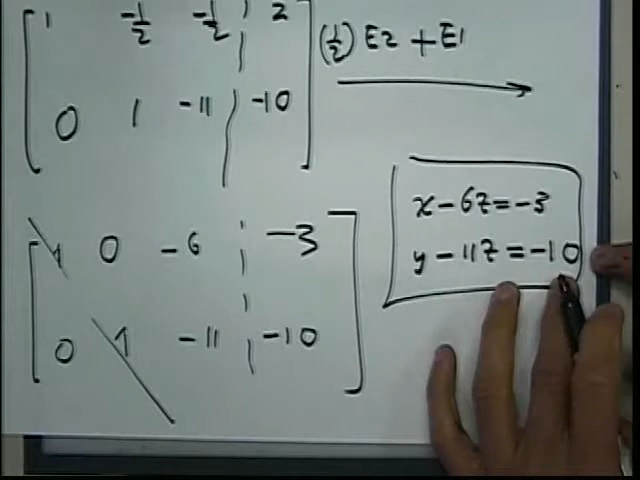 1 -1/2 -1/2 | 2
(1/2) E2 + E1
0 1 -11 | -10
1 0 -6 | -3
0 1 -11 | -10
x - 6z = -3
y - 11z = -10